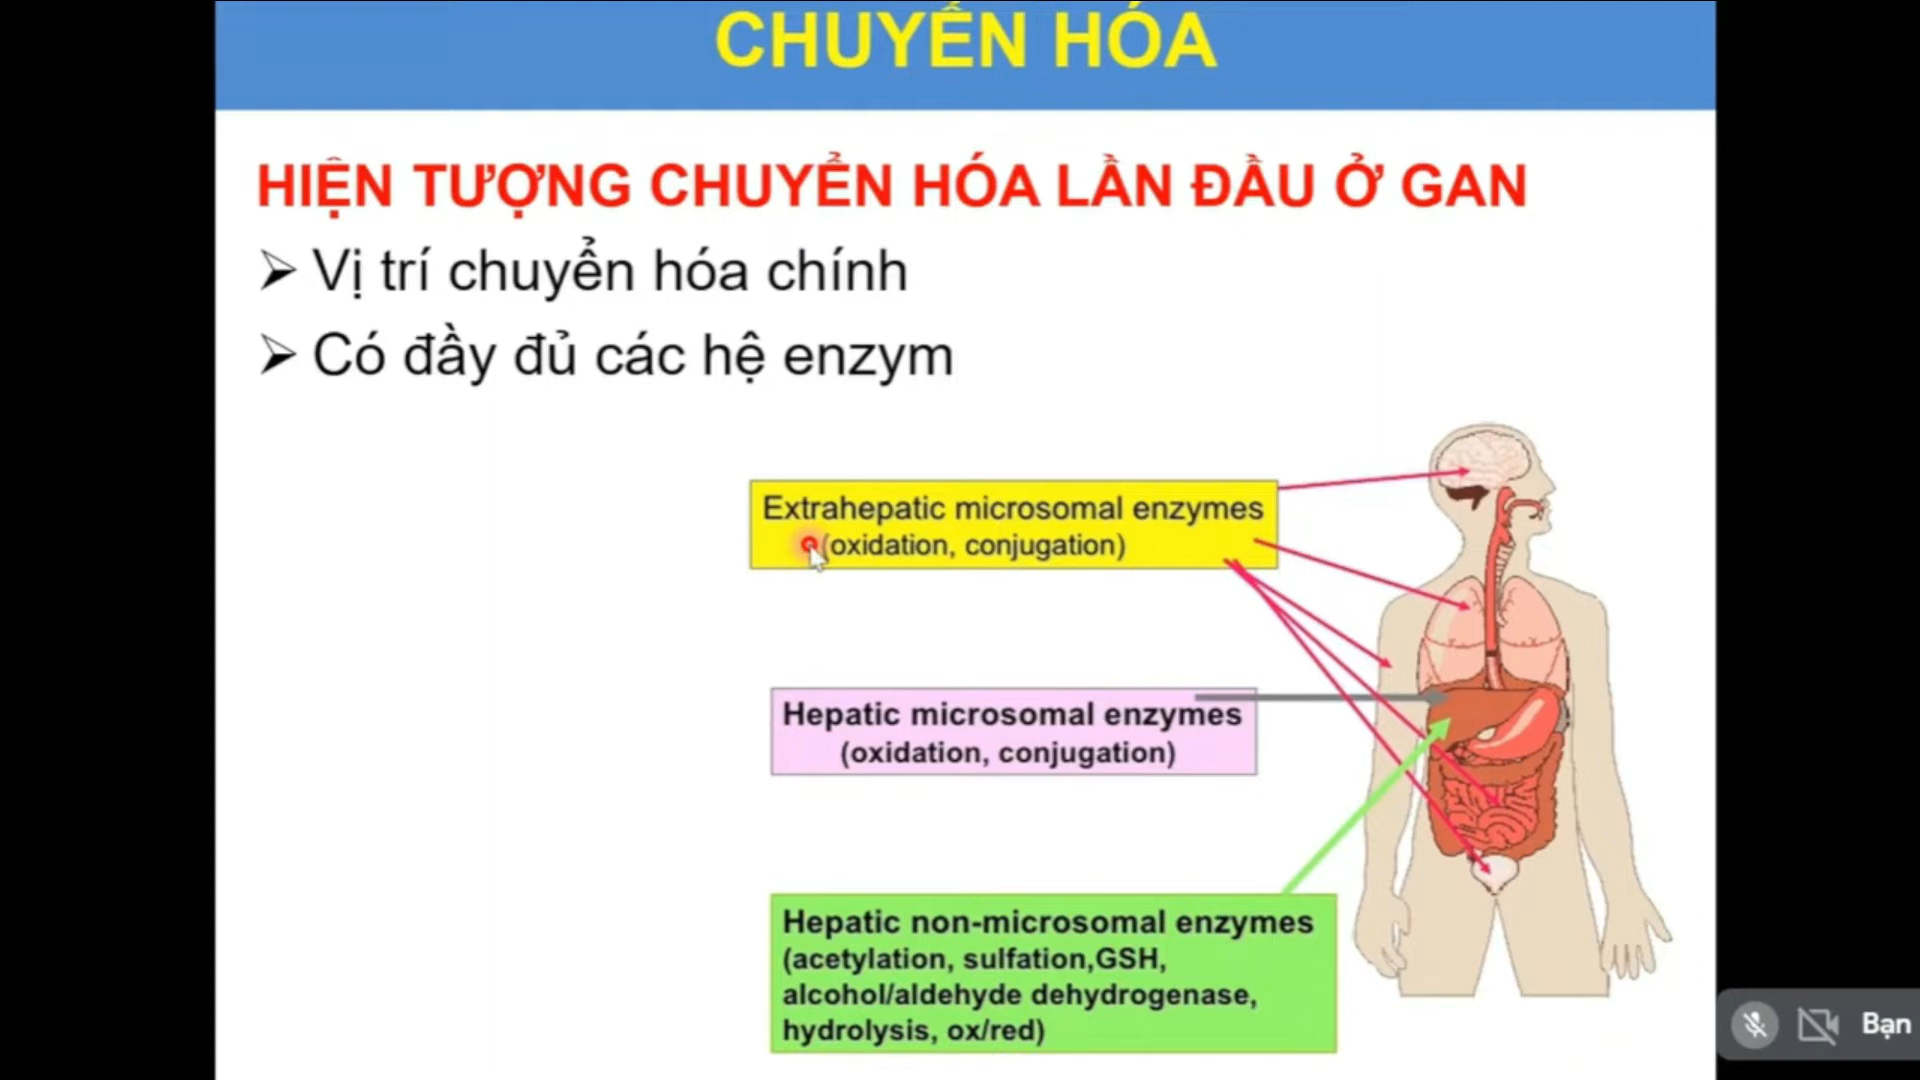 CHUYỂN HÓA
HIỆN TƯỢNG CHUYỂN HÓA LẦN ĐẦU Ở GAN
Vị trí chuyển hóa chính
Có đầy đủ các hệ enzym
Extrahepatic microsomal enzymes
(oxidation, conjugation)
Hepatic microsomal enzymes
(oxidation, conjugation)
Hepatic non-microsomal enzymes
(acetylation, sulfation,GSH,
alcohol/aldehyde dehydrogenase,
hydrolysis, ox/red)
Bạn